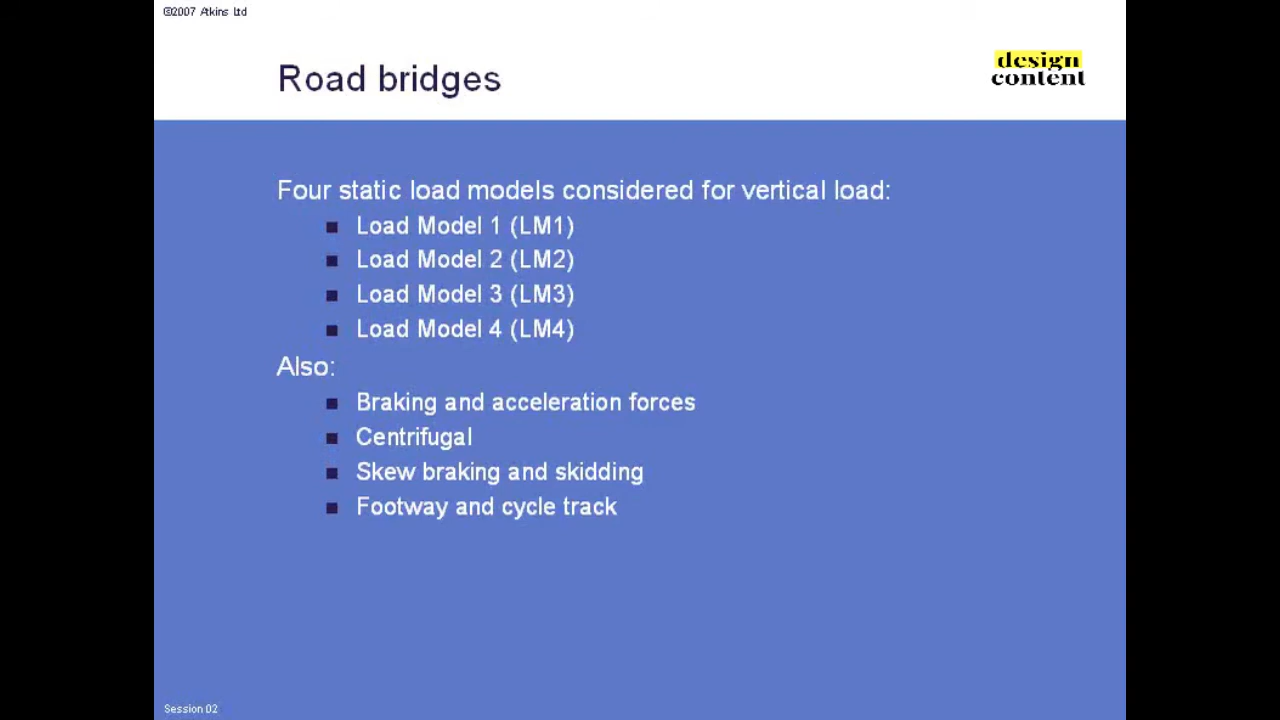 ©2007 Atkins Ltd
Road bridges
design
content
Four static load models considered for vertical load:
Load Model 1 (LM1)
Load Model 2 (LM2)
Load Model 3 (LM3)
Load Model 4 (LM4)
Also:
Braking and acceleration forces
Centrifugal
Skew braking and skidding
Footway and cycle track
Session 02